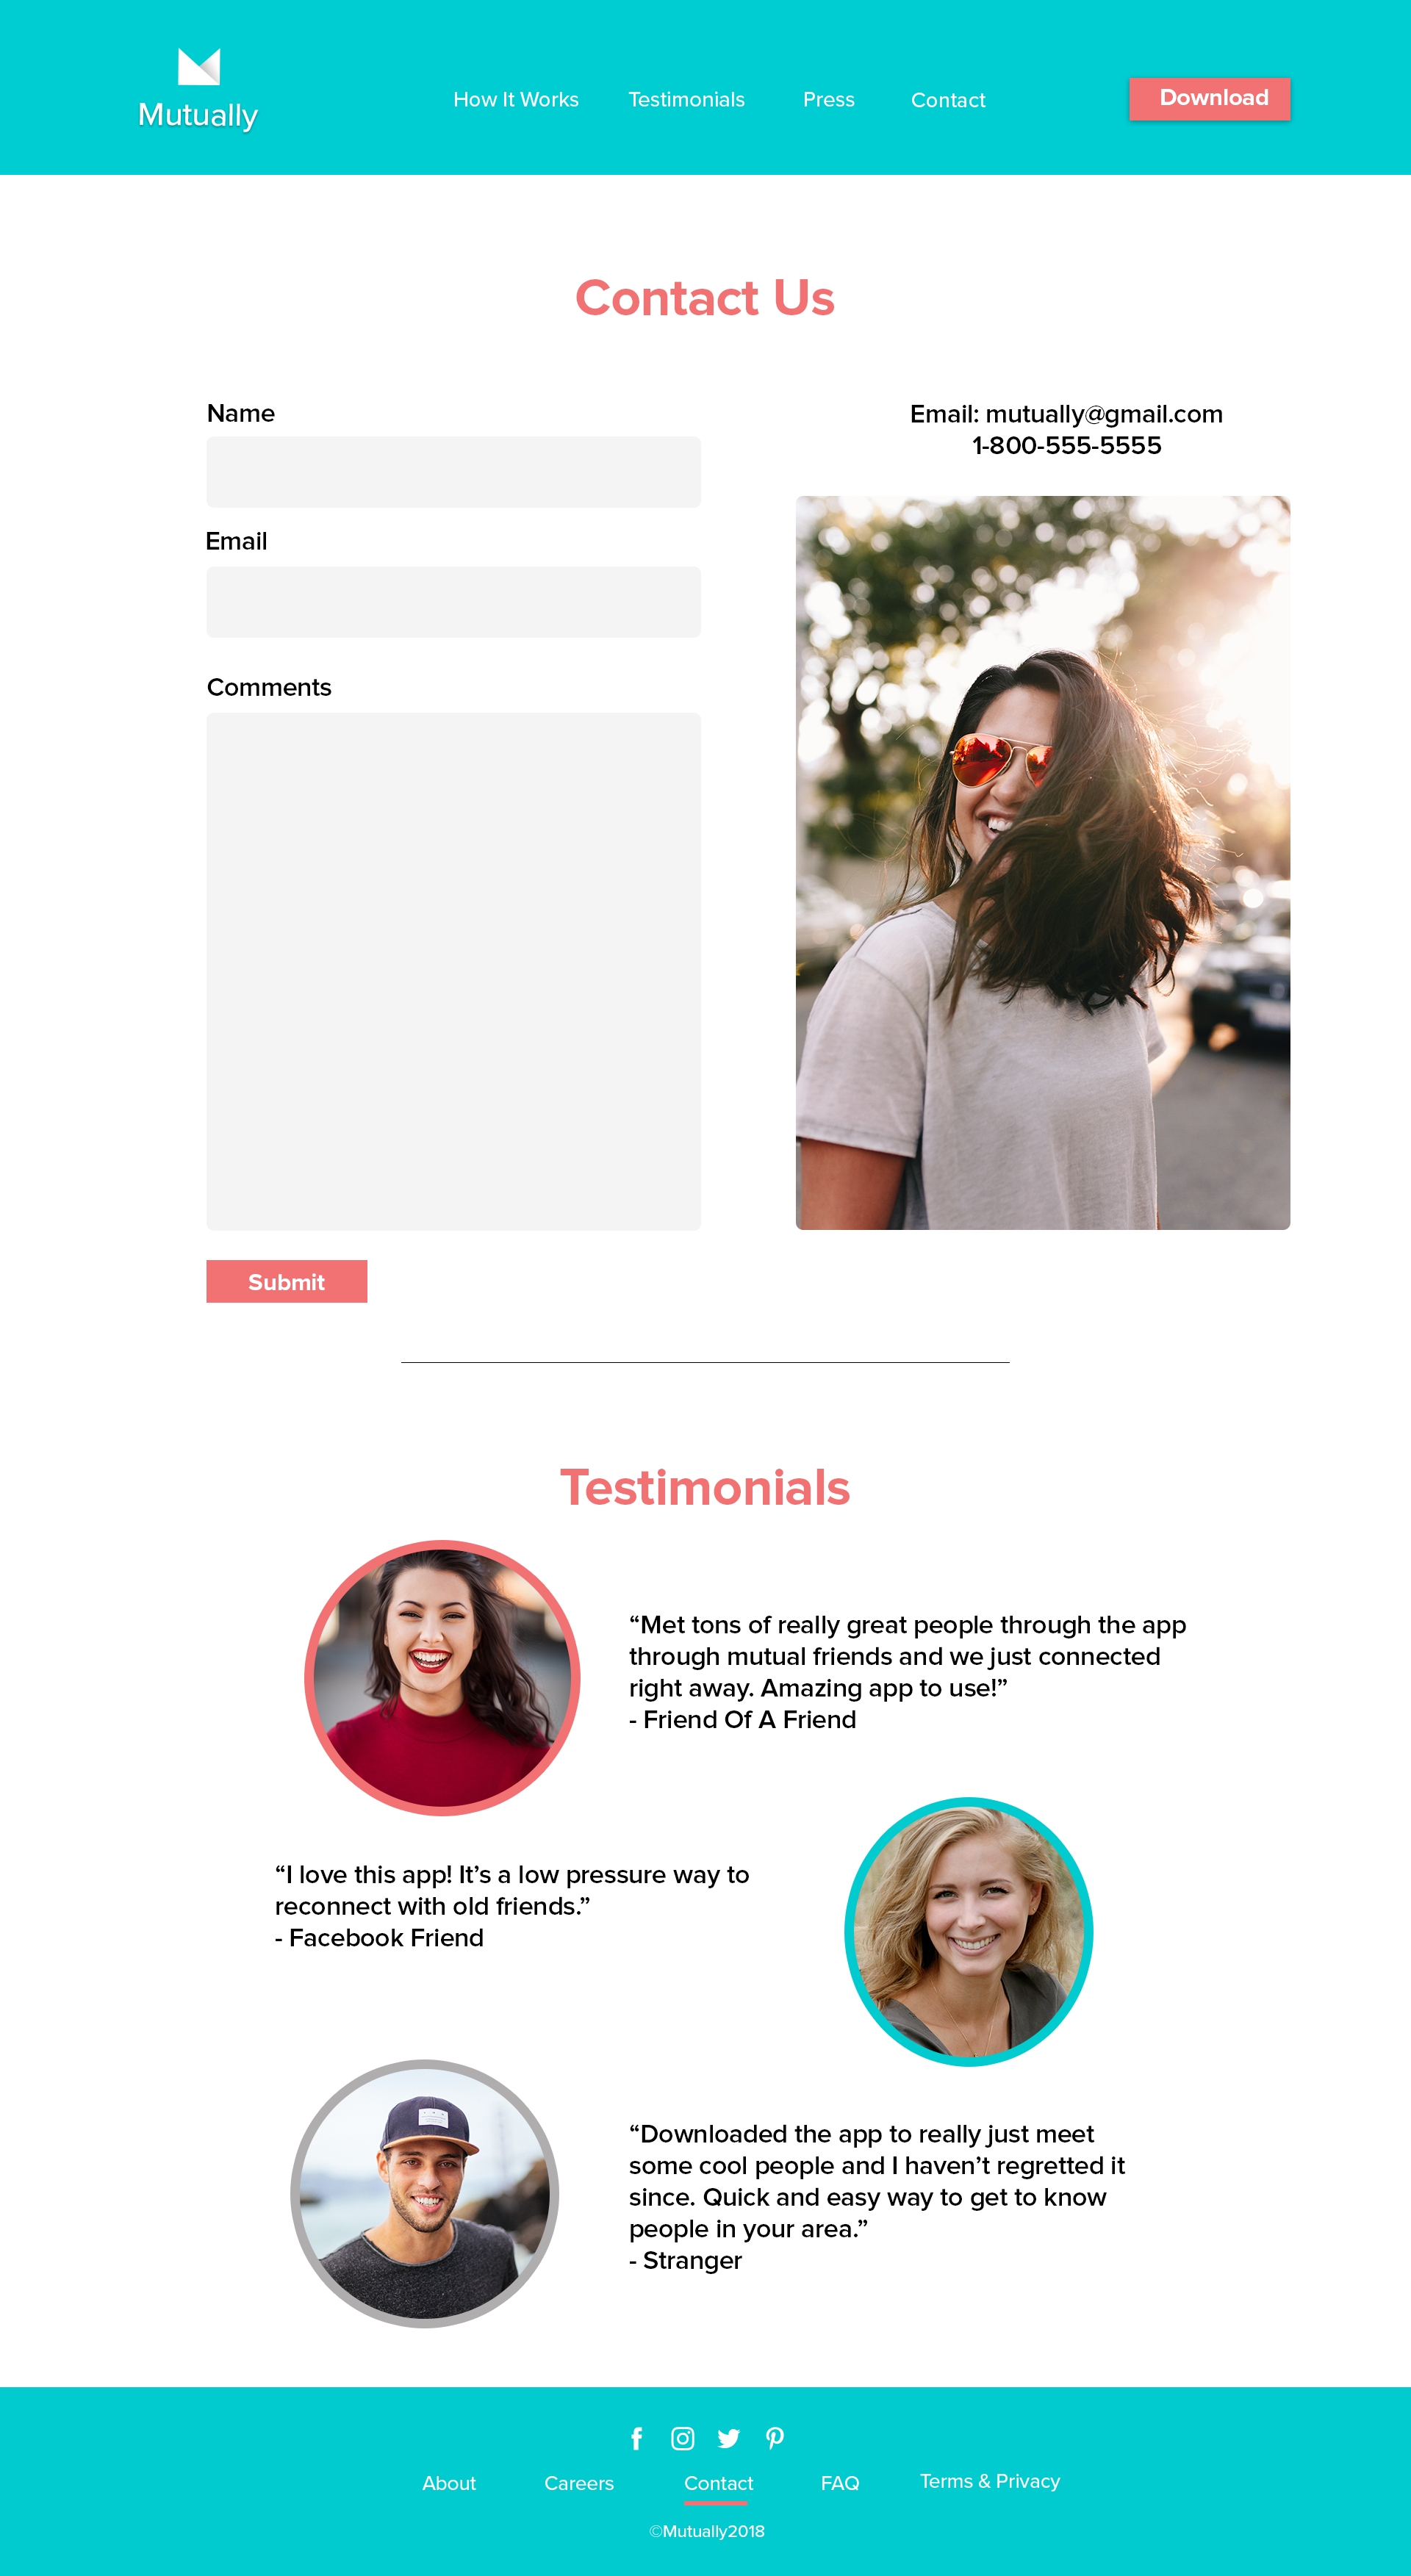 Mutually
How It Works
Testimonials
Press
Contact
Download
Contact Us
Name
Email
Comments
Submit
Email: mutually@gmail.com
1-800-555-5555
Testimonials
“Met tons of really great people through the app
through mutual friends and we just connected
right away. Amazing app to use!”
- Friend Of A Friend
“I love this app! It’s a low pressure way to
reconnect with old friends.”
- Facebook Friend
“Downloaded the app to really just meet
some cool people and I haven’t regretted it
since. Quick and easy way to get to know
people in your area.”
- Stranger
About
Careers
Contact
FAQ
Terms & Privacy
©Mutually2018